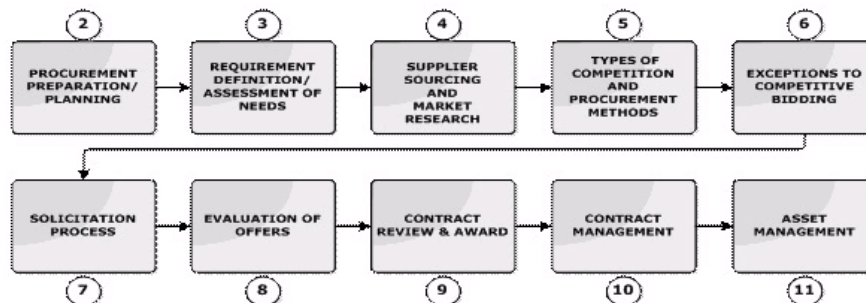 2
3
4
5
6
PROCUREMENT
PREPARATION/
PLANNING
REQUIREMENT
DEFINITION/
ASSESSMENT OF
NEEDS
SUPPLIER
SOURCING
AND
MARKET
RESEARCH
TYPES OF
COMPETITION
AND
PROCUREMENT
METHODS
EXCEPTIONS TO
COMPETITIVE
BIDDING
SOLICITATION
PROCESS
EVALUATION OF
OFFERS
CONTRACT
REVIEW & AWARD
CONTRACT
MANAGEMENT
ASSET
MANAGEMENT
7
8
9
10
11